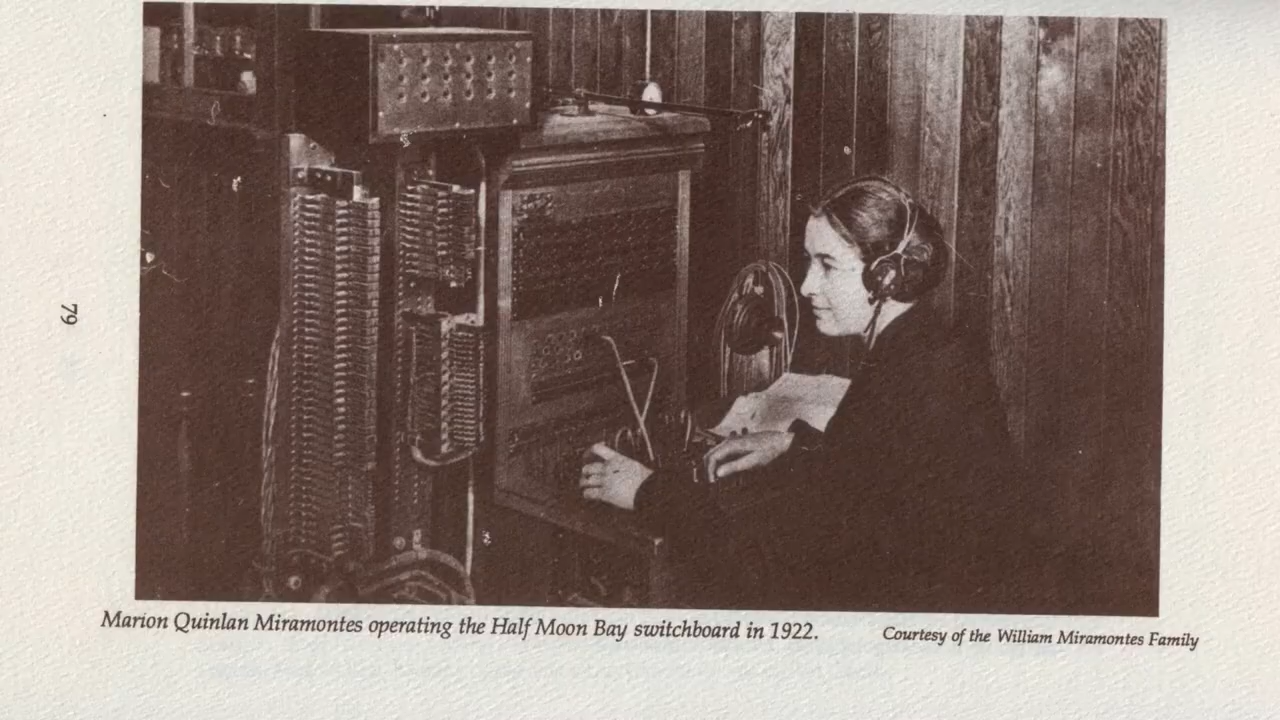 79
Marion Quinlan Miramontes operating the Half Moon Bay switchboard in 1922.
Courtesy of the William Miramontes Family